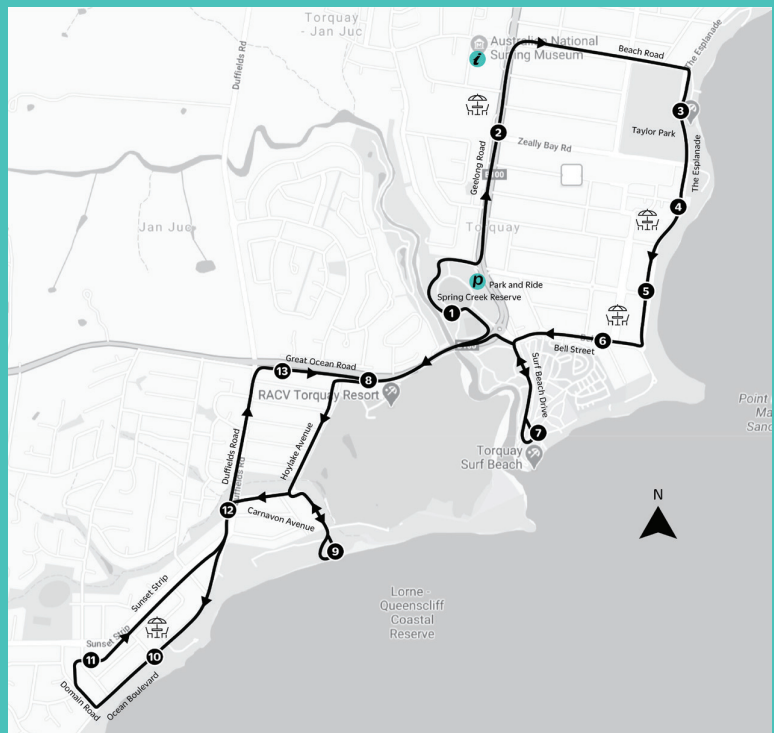 Torquay
- Jan Juc
Duffields Rd
Australian National
Surfing Museum
i
Beach Road
The Esplanade
3
Taylor Park
The Esplanade
2
Zeally Bay Rd
Geelong Road
4
Jan Juc
Torquay
p
Park and Ride
Spring Creek Reserve
5
1
6
Bell Street
Great Ocean Road
13
8
RACV Torquay Resort
Surf Beach Drive
7
Torquay
Surf Beach
Point
Hoylake Avenue
Duffields Road
N
12
Carnavon Avenue
9
Lorne -
Queenscliff
Coastal
Reserve
Sunset Strip
Sunset Strip
11
10
Domain Road
Ocean Boulevard